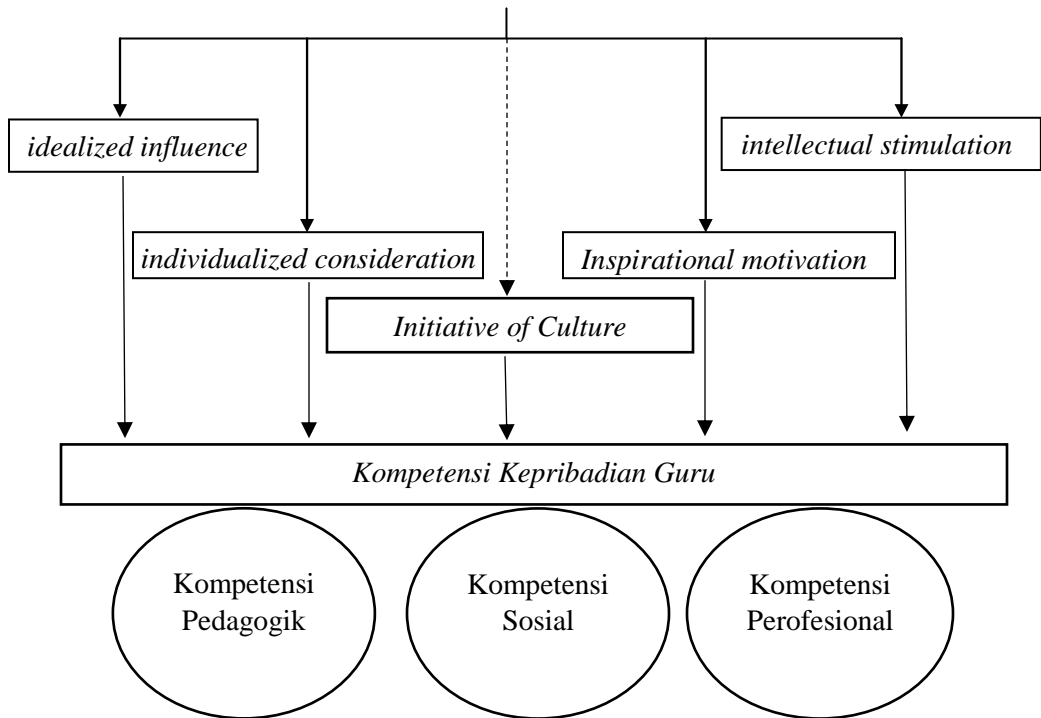 idealized influence
intellectual stimulation
individualized consideration
Inspirational motivation
Initiative of Culture
Kompetensi Kepribadian Guru
Kompetensi
Pedagogik
Kompetensi
Sosial
Kompetensi
Perofesional